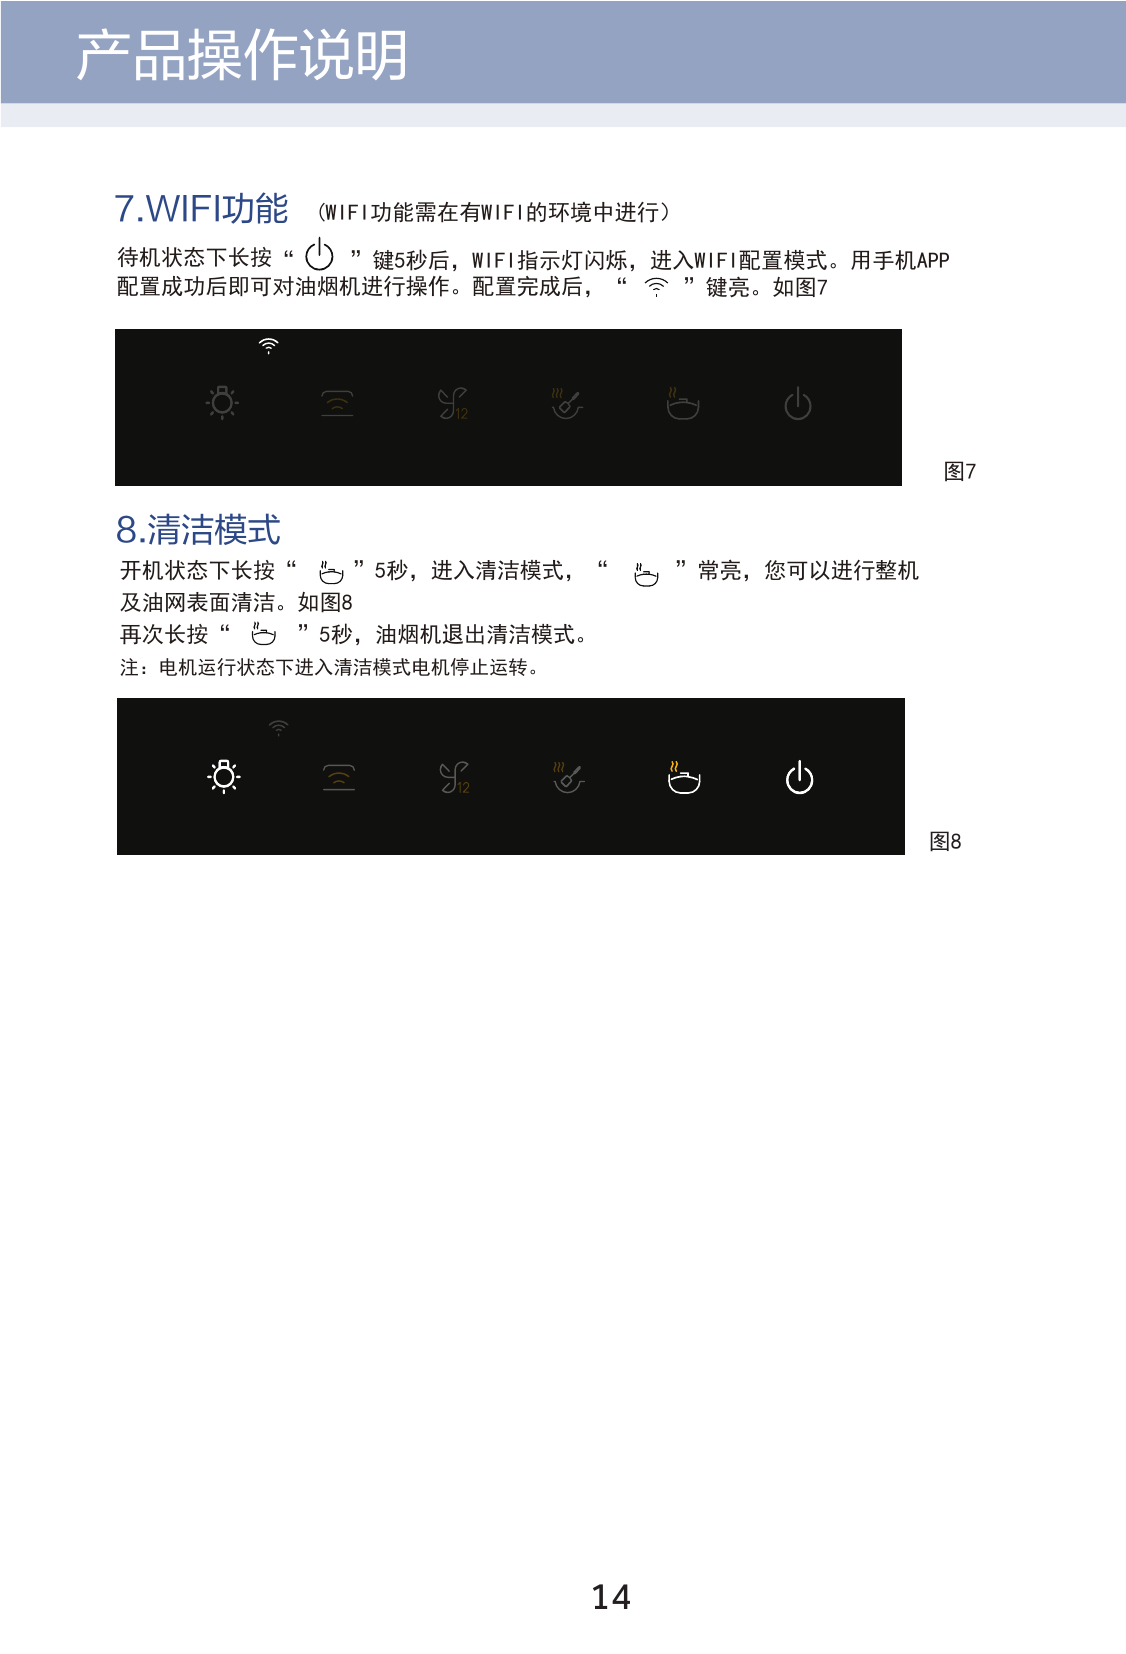 产品操作说明
7.WIFI功能 (WIFI功能需在有WIFI的环境中进行）
待机状态下长按“ ”键5秒后，WIFI指示灯闪烁，进入WIFI配置模式。用手机APP
配置成功后即可对油烟机进行操作。配置完成后，“ ”键亮。如图7
12
图7
8.清洁模式
开机状态下长按“ ”5秒，进入清洁模式，“ ”常亮，您可以进行整机
及油网表面清洁。如图8
再次长按“ ”5秒，油烟机退出清洁模式。
注：电机运行状态下进入清洁模式电机停止运转。
12
图8
14